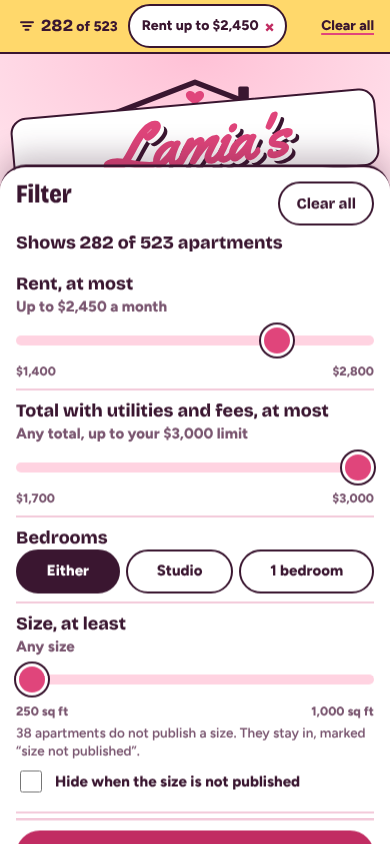 282 of 523
Rent up to $2,450 ×
Clear all
Lamia's
Filter
Clear all
Shows 282 of 523 apartments
Rent, at most
Up to $2,450 a month
$1,400
$2,800
Total with utilities and fees, at most
Any total, up to your $3,000 limit
$1,700
$3,000
Bedrooms
Either
Studio
1 bedroom
Size, at least
Any size
250 sq ft
1,000 sq ft
38 apartments do not publish a size. They stay in, marked
“size not published”.
Hide when the size is not published